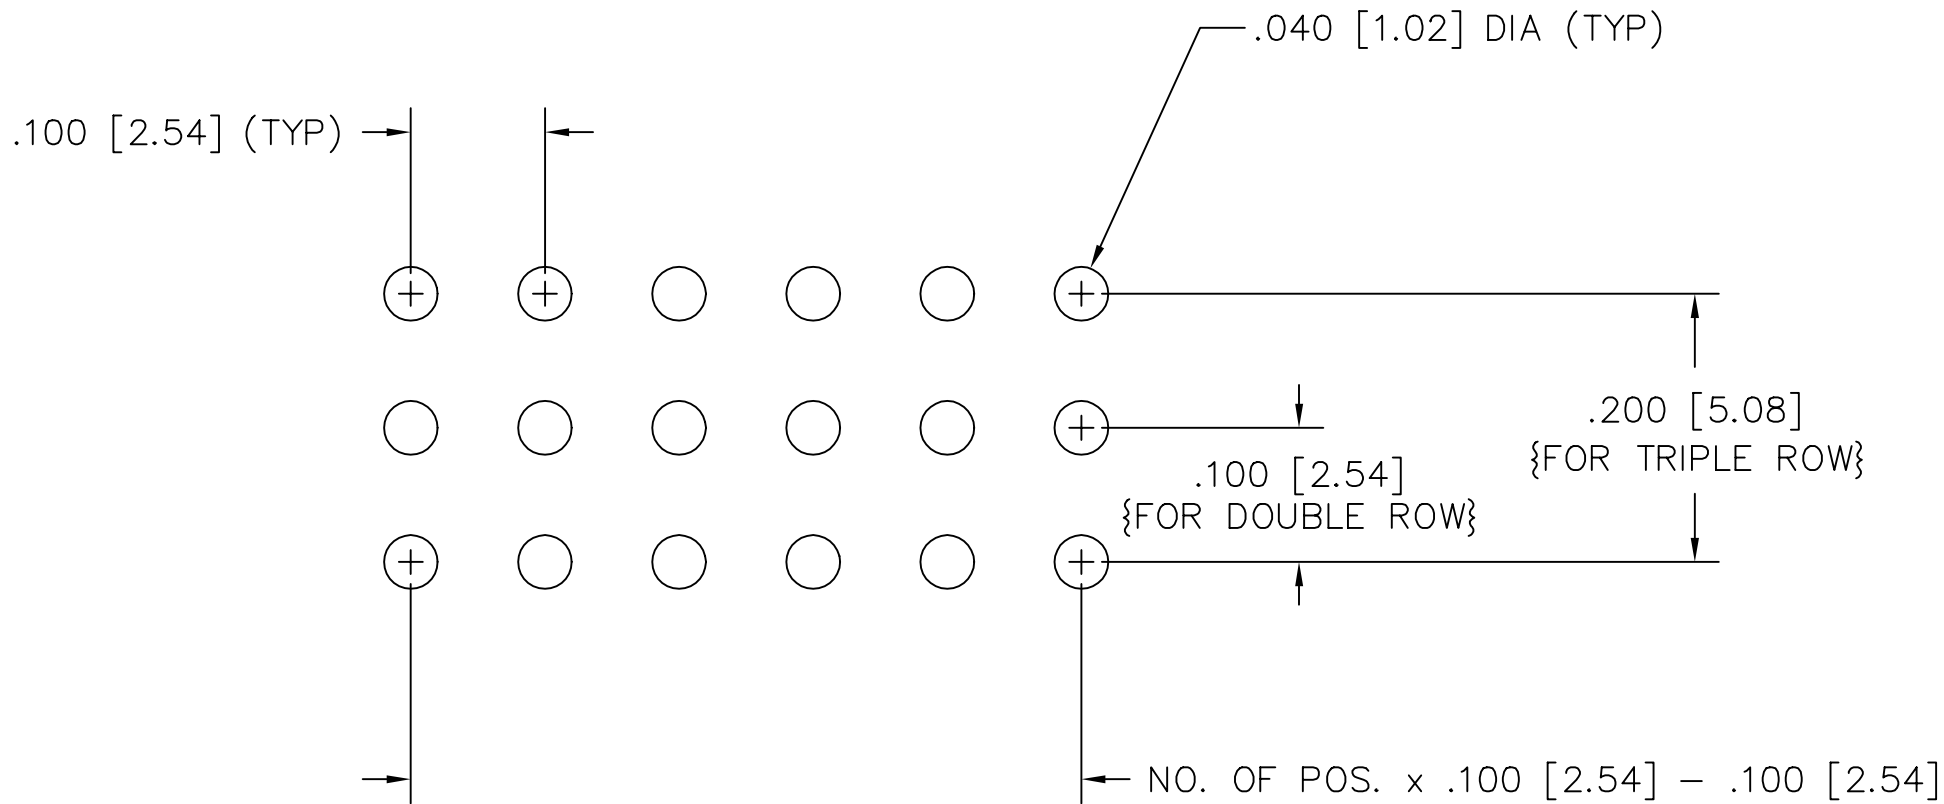 .040 [1.02] DIA (TYP)
.100 [2.54] (TYP)
.200 [5.08]
{FOR TRIPLE ROW}
.100 [2.54]
{FOR DOUBLE ROW}
NO. OF POS. x .100 [2.54] – .100 [2.54]